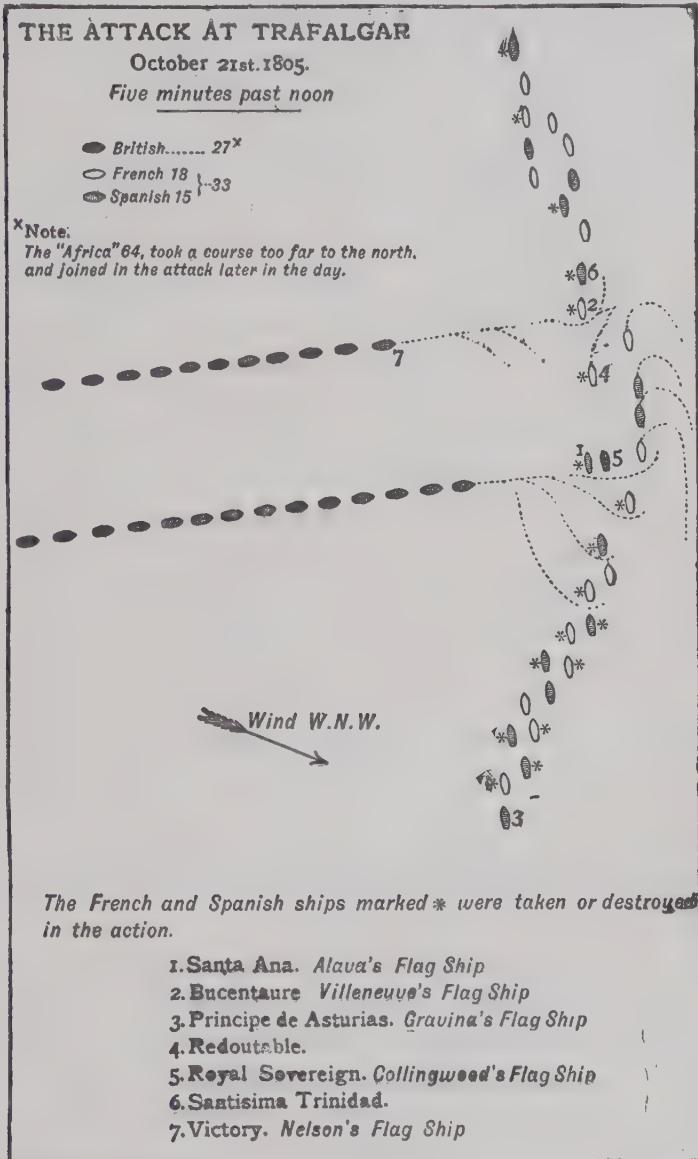 THE ATTACK AT TRAFALGAR
October 21st. 1805.
Five minutes past noon
British....... 27x
French 18
Spanish 15 }--33
xNote:
The "Africa" 64, took a course too far to the north,
and joined in the attack later in the day.
*
*
*
*6
*2
7
*4
1
* 5
*
*
*
* *
* *
* *
*
*
3
Wind W.N.W.
The French and Spanish ships marked * were taken or destroyed
in the action.
1. Santa Ana. Alava's Flag Ship
2. Bucentaure Villeneuve's Flag Ship
3. Principe de Asturias. Gravina's Flag Ship
4. Redoutable.
5. Royal Sovereign. Collingwood's Flag Ship
6. Santisima Trinidad.
7. Victory. Nelson's Flag Ship